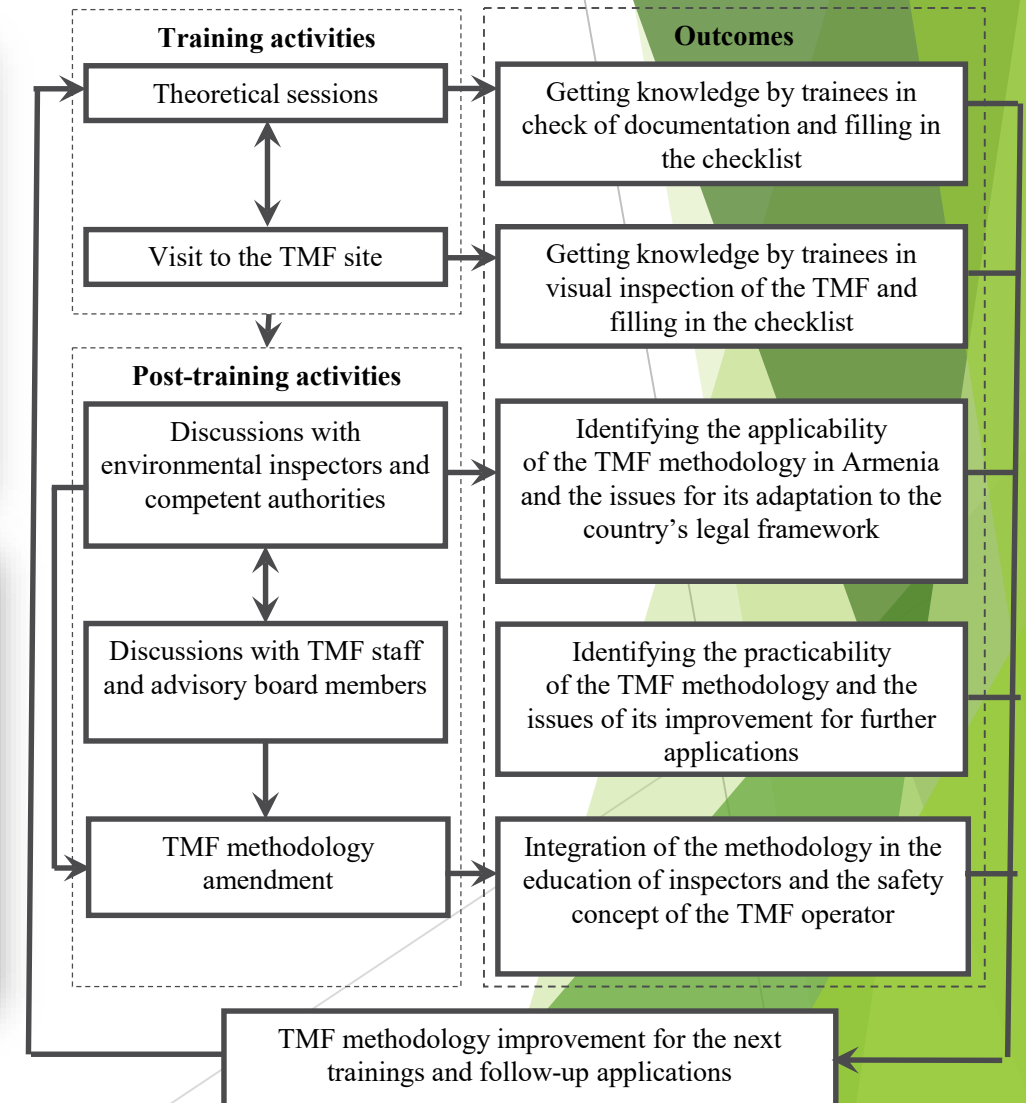 Training activities
Theoretical sessions
Visit to the TMF site
Post-training activities
Discussions with
environmental inspectors and
competent authorities
Discussions with TMF staff
and advisory board members
TMF methodology
amendment
Outcomes
Getting knowledge by trainees in
check of documentation and filling in
the checklist
Getting knowledge by trainees in
visual inspection of the TMF and
filling in the checklist
Identifying the applicability
of the TMF methodology in Armenia
and the issues for its adaptation to the
country’s legal framework
Identifying the practicability
of the TMF methodology and the
issues of its improvement for further
applications
Integration of the methodology in the
education of inspectors and the safety
concept of the TMF operator
TMF methodology improvement for the next
trainings and follow-up applications